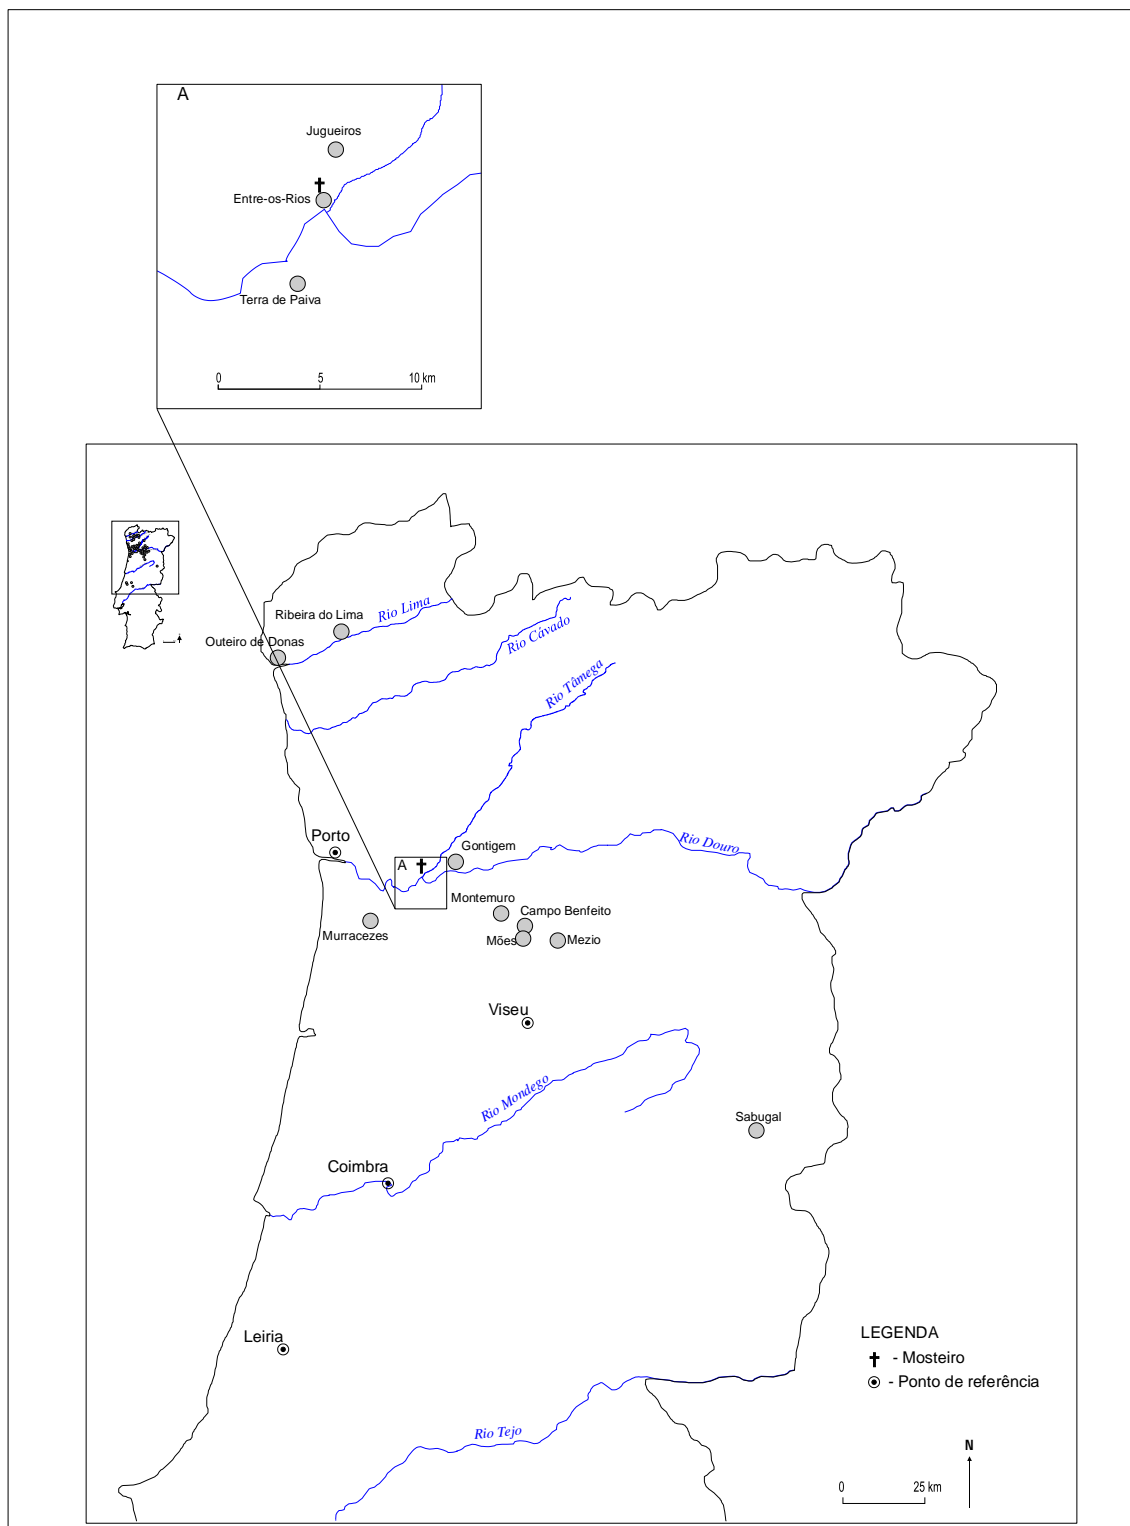 A
Jugueiros
Entre-os-Rios
Terra de Paiva
0 5 10 km
Ribeira do Lima
Rio Lima
Outeiro de Donas
Rio Cávado
Rio Tâmega
Porto
Rio Douro
Gontigem
A
Montemuro
Campo Benfeito
Murracezes
Mões
Mezio
Viseu
Rio Mondego
Sabugal
Coimbra
Leiria
LEGENDA
- Mosteiro
- Ponto de referência
Rio Tejo
N
0 25 km